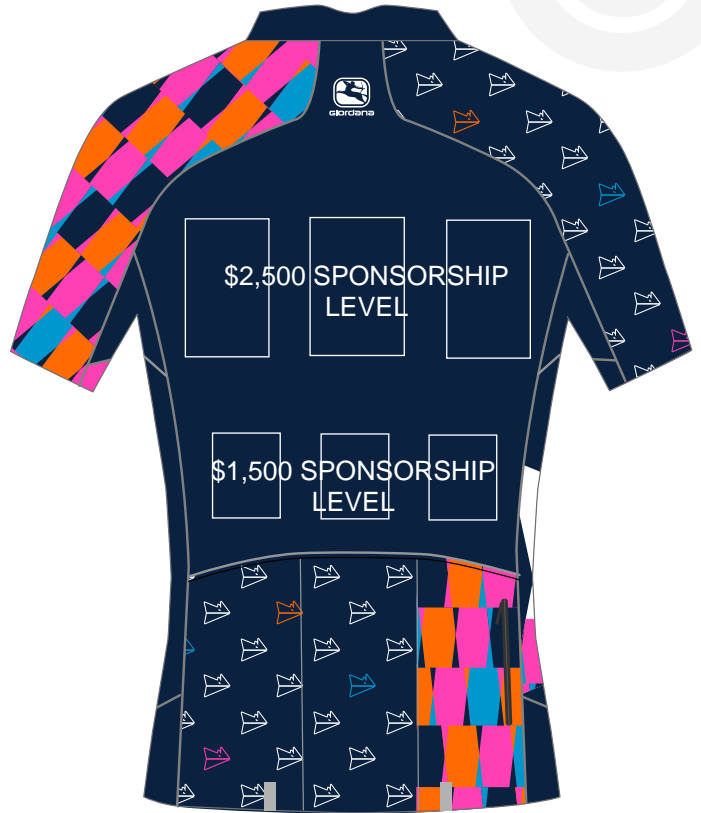 Giordana
$2,500 SPONSORSHIP
LEVEL
$1,500 SPONSORSHIP
LEVEL